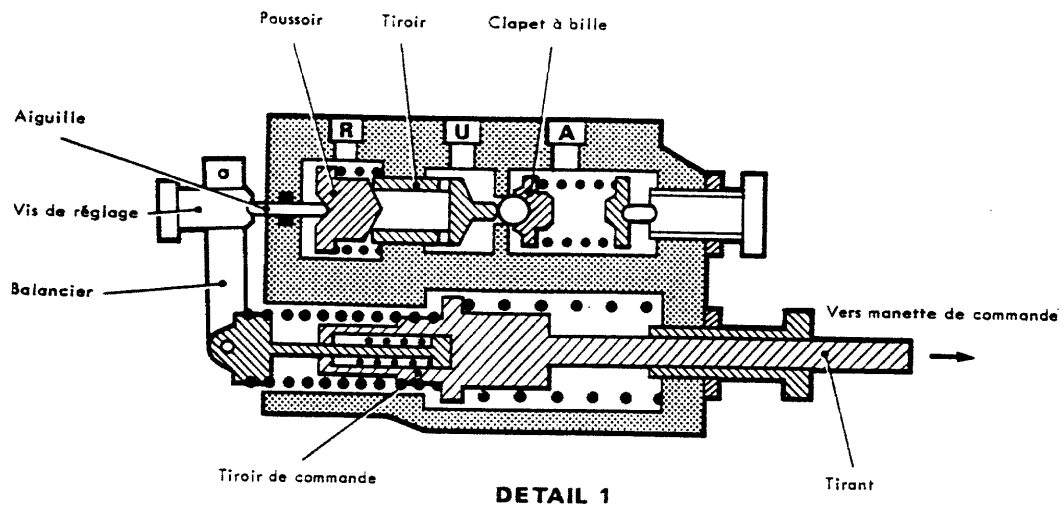 Poussoir
Tiroir
Clapet à bille
Aiguille
R
U
A
Vis de réglage
Balancier
Vers manette de commande
Tiroir de commande
Tirant
DETAIL 1